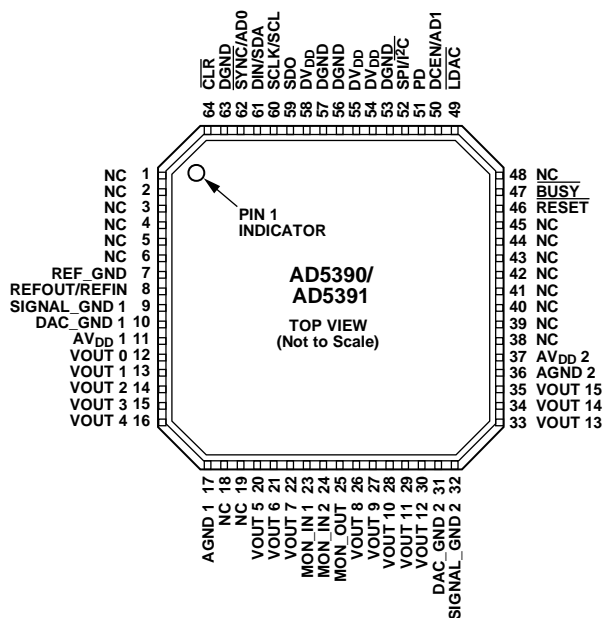 64 CLR
63 DGND
62 SYNC/AD0
61 DIN/SDA
60 SCLK/SCL
59 SDO
58 DVDD
57 DGND
56 DGND
55 DVDD
54 DVDD
53 DGND
52 SPI/I2C
51 PD
50 DCEN/AD1
49 LDAC
NC 1
NC 2
NC 3
NC 4
NC 5
NC 6
REF_GND 7
REFOUT/REFIN 8
SIGNAL_GND 1 9
DAC_GND 1 10
AVDD 1 11
VOUT 0 12
VOUT 1 13
VOUT 2 14
VOUT 3 15
VOUT 4 16
PIN 1
INDICATOR
AD5390/
AD5391
TOP VIEW
(Not to Scale)
48 NC
47 BUSY
46 RESET
45 NC
44 NC
43 NC
42 NC
41 NC
40 NC
39 NC
38 NC
37 AVDD 2
36 AGND 2
35 VOUT 15
34 VOUT 14
33 VOUT 13
AGND 1 17
NC 18
NC 19
VOUT 5 20
VOUT 6 21
VOUT 7 22
MON_IN 1 23
MON_IN 2 24
MON_OUT 25
VOUT 8 26
VOUT 9 27
VOUT 10 28
VOUT 11 29
VOUT 12 30
DAC_GND 2 31
SIGNAL_GND 2 32